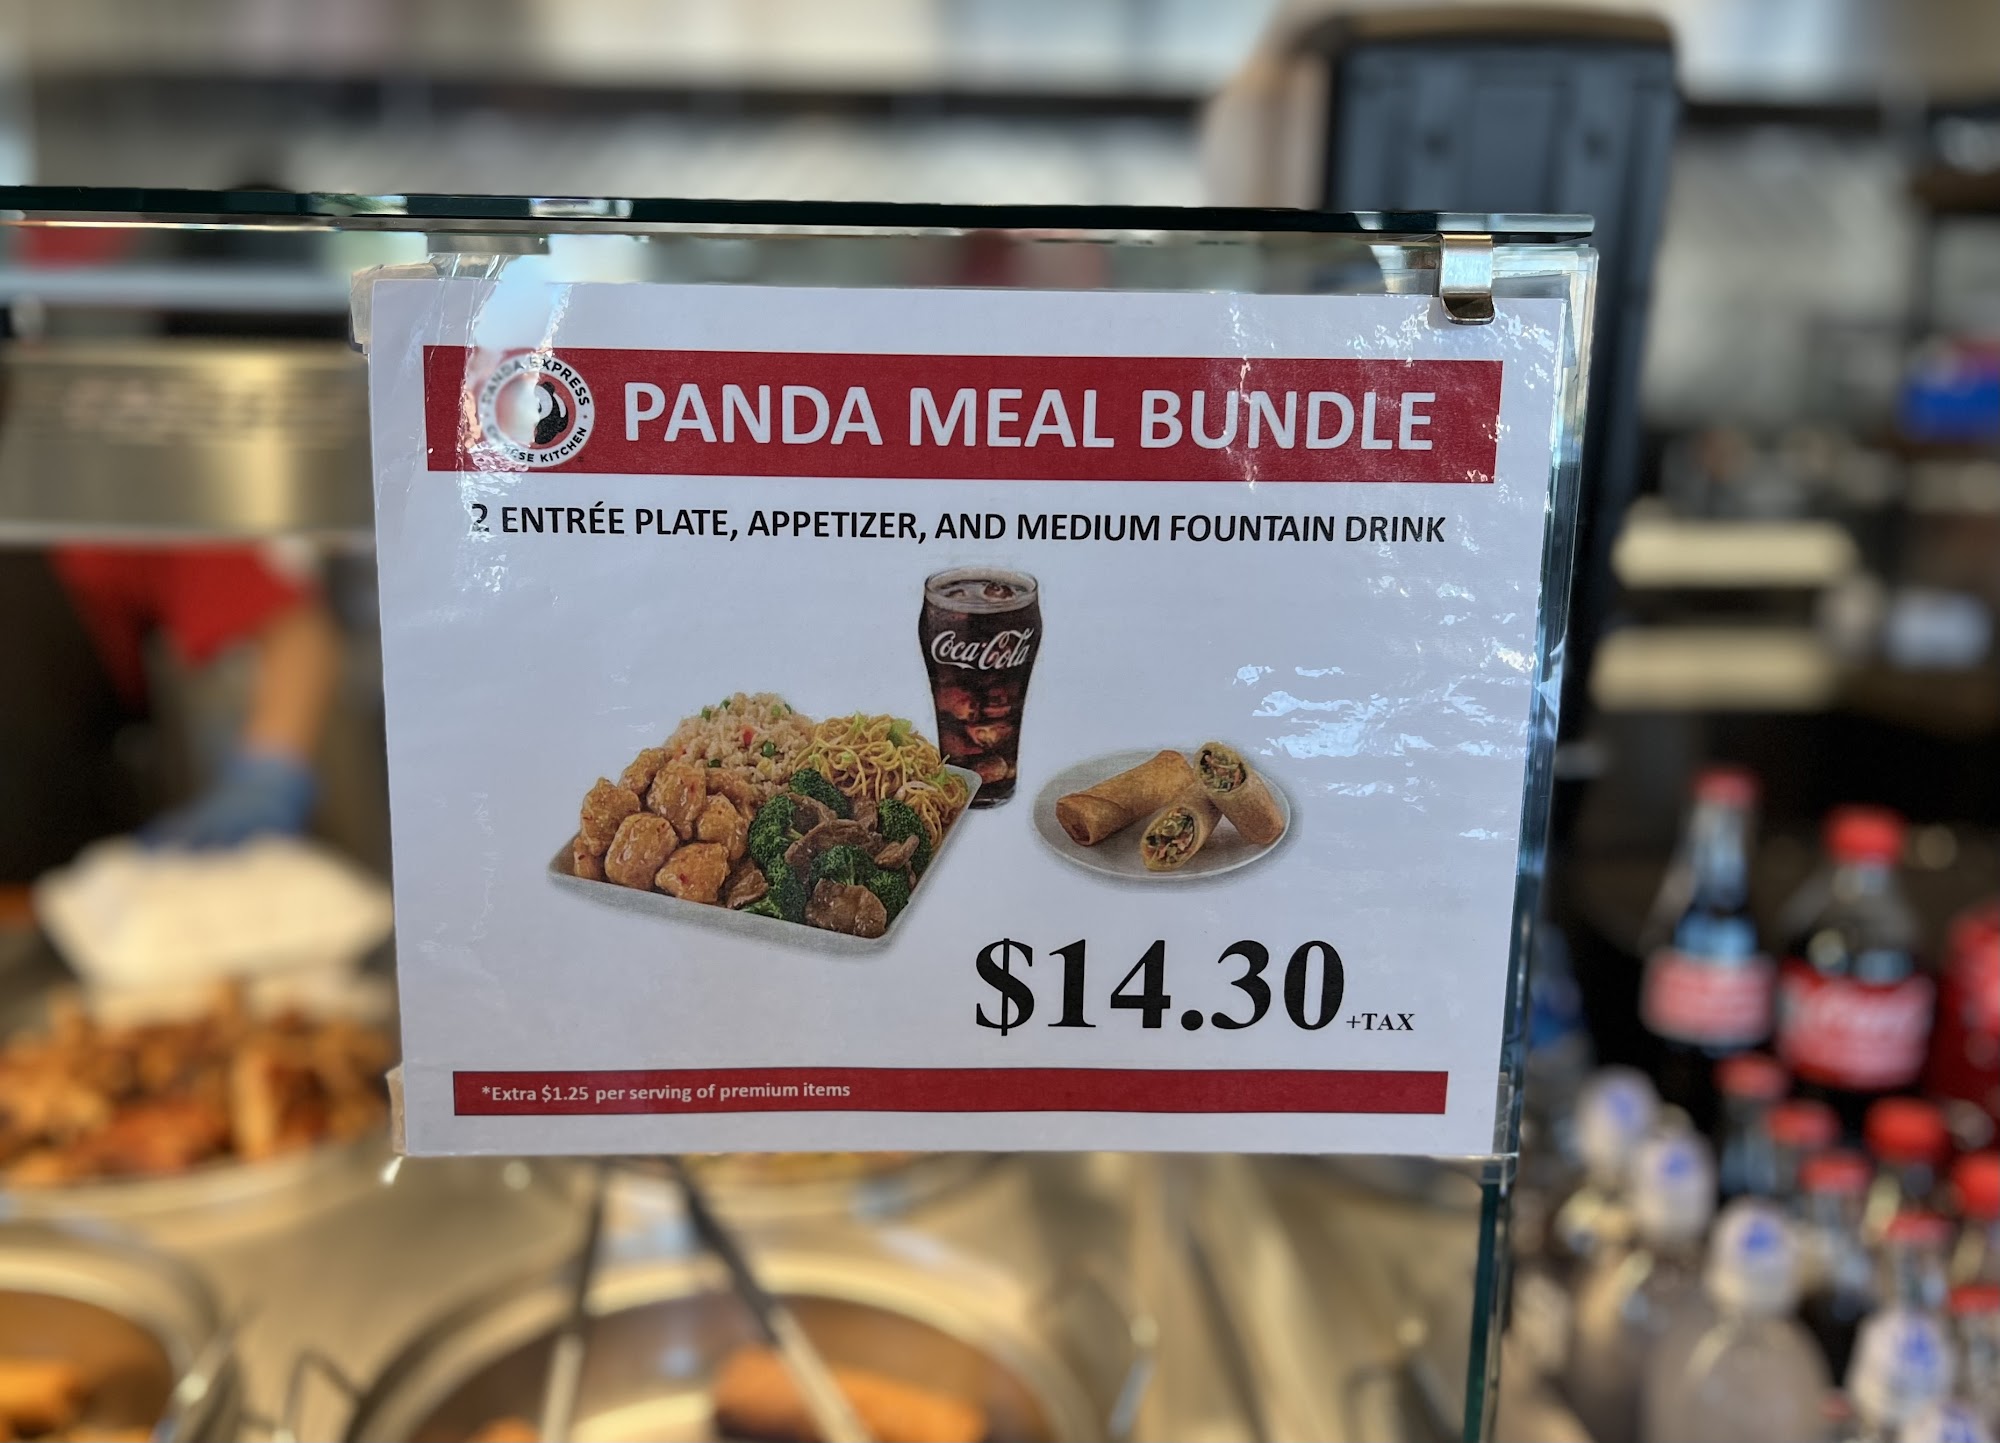 PANDA EXPRESS
CHINESE KITCHEN
PANDA MEAL BUNDLE
2 ENTRÉE PLATE, APPETIZER, AND MEDIUM FOUNTAIN DRINK
Coca-Cola
$14.30 +TAX
*Extra $1.25 per serving of premium items